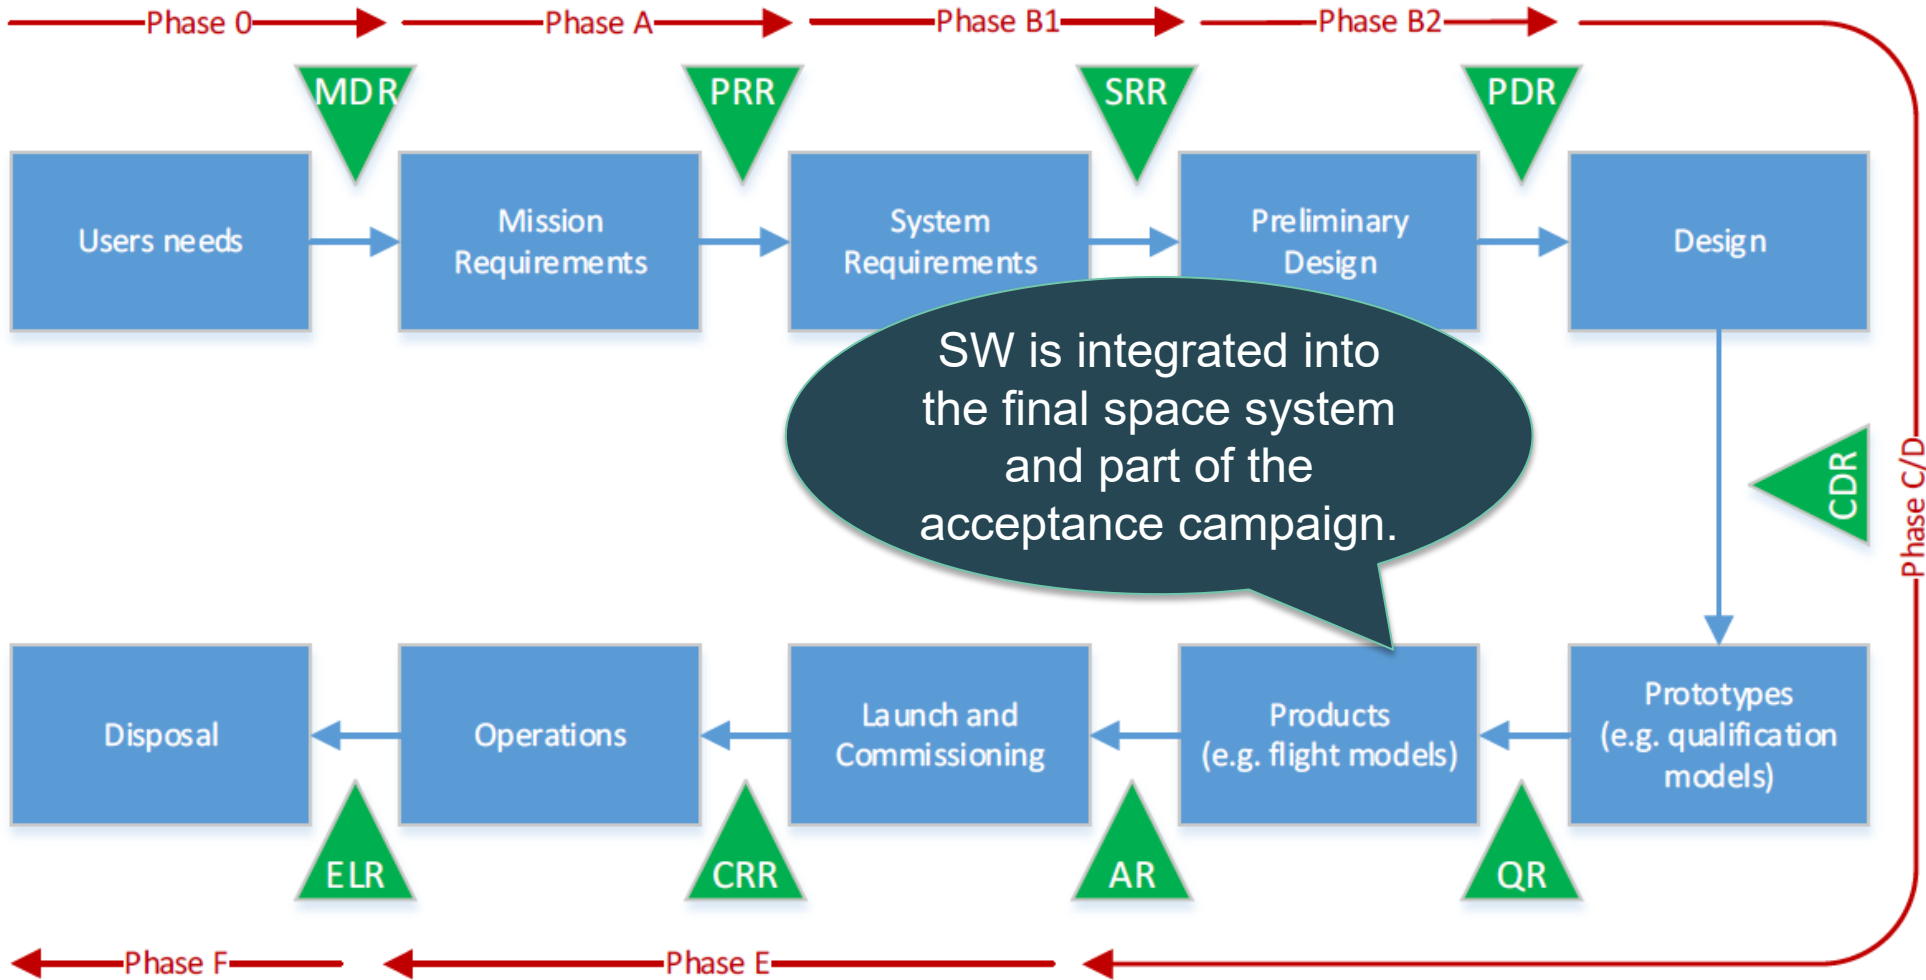 Phase 0
Phase A
Phase B1
Phase B2
MDR
PRR
SRR
PDR
Users needs
Mission
Requirements
System
Requirements
Preliminary
Design
Design
SW is integrated into
the final space system
and part of the
acceptance campaign.
CDR
Phase C/D
Disposal
Operations
Launch and
Commissioning
Products
(e.g. flight models)
Prototypes
(e.g. qualification
models)
ELR
CRR
AR
QR
Phase F
Phase E